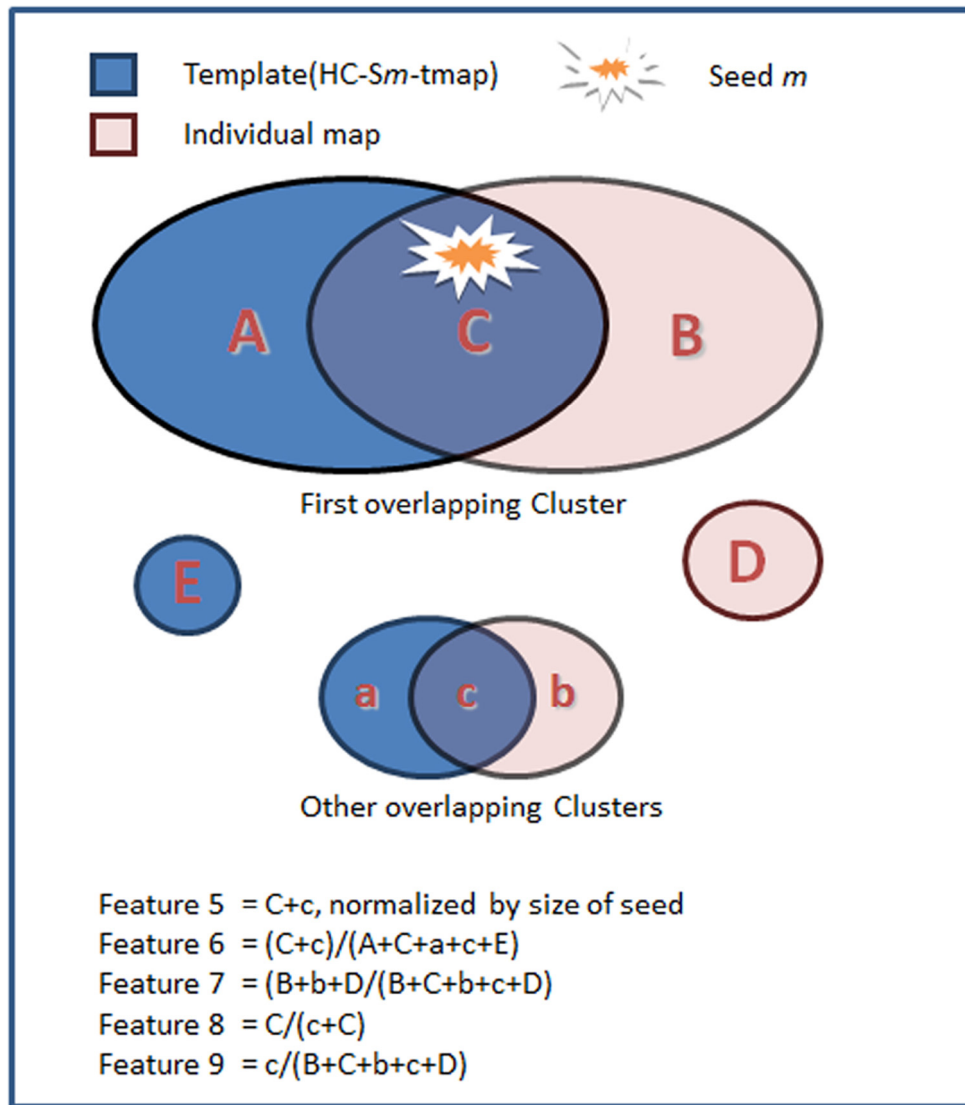 Template(HC-Sm-tmap) Seed m
Individual map
A C B
First overlapping Cluster
E D
a c b
Other overlapping Clusters
Feature 5 = C+c, normalized by size of seed
Feature 6 = (C+c)/(A+C+a+c+E)
Feature 7 = (B+b+D/(B+C+b+c+D)
Feature 8 = C/(c+C)
Feature 9 = c/(B+C+b+c+D)